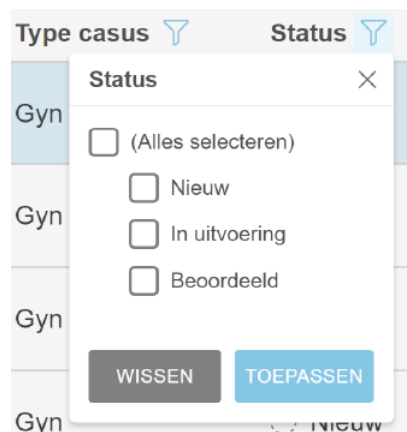 Type casus Status
Status
Gyn
(Alles selecteren)
Nieuw
Gyn
In uitvoering
Beoordeeld
Gyn
WISSEN TOEPASSEN
Gyn Nieuw